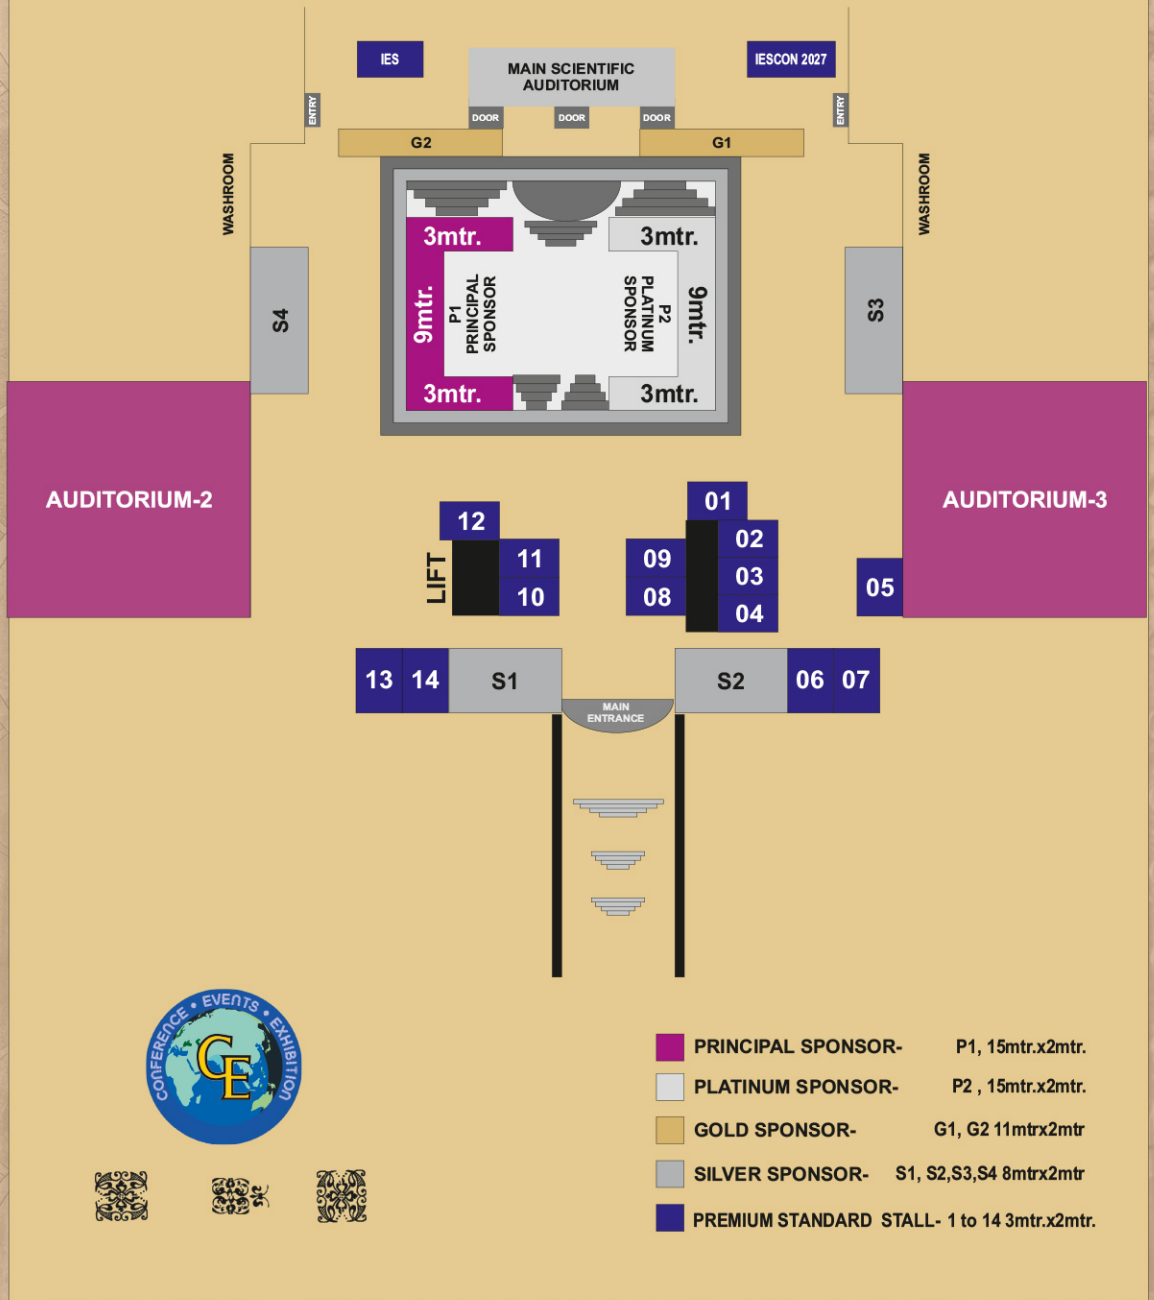 IES
MAIN SCIENTIFIC
AUDITORIUM
IESCON 2027
ENTRY
DOOR
DOOR
DOOR
ENTRY
G2
G1
WASHROOM
WASHROOM
3mtr.
3mtr.
9mtr.
P1
PRINCIPAL
SPONSOR
P2
PLATINUM
SPONSOR
9mtr.
3mtr.
3mtr.
S4
S3
AUDITORIUM-2
AUDITORIUM-3
12
LIFT
11
10
01
02
09
03
08
04
05
13
14
S1
S2
06
07
MAIN
ENTRANCE
CONFERENCE • EVENTS • EXHIBITION
CE
PRINCIPAL SPONSOR- P1, 15mtr.x2mtr.
PLATINUM SPONSOR- P2 , 15mtr.x2mtr.
GOLD SPONSOR- G1, G2 11mtrx2mtr
SILVER SPONSOR- S1, S2,S3,S4 8mtrx2mtr
PREMIUM STANDARD STALL- 1 to 14 3mtr.x2mtr.